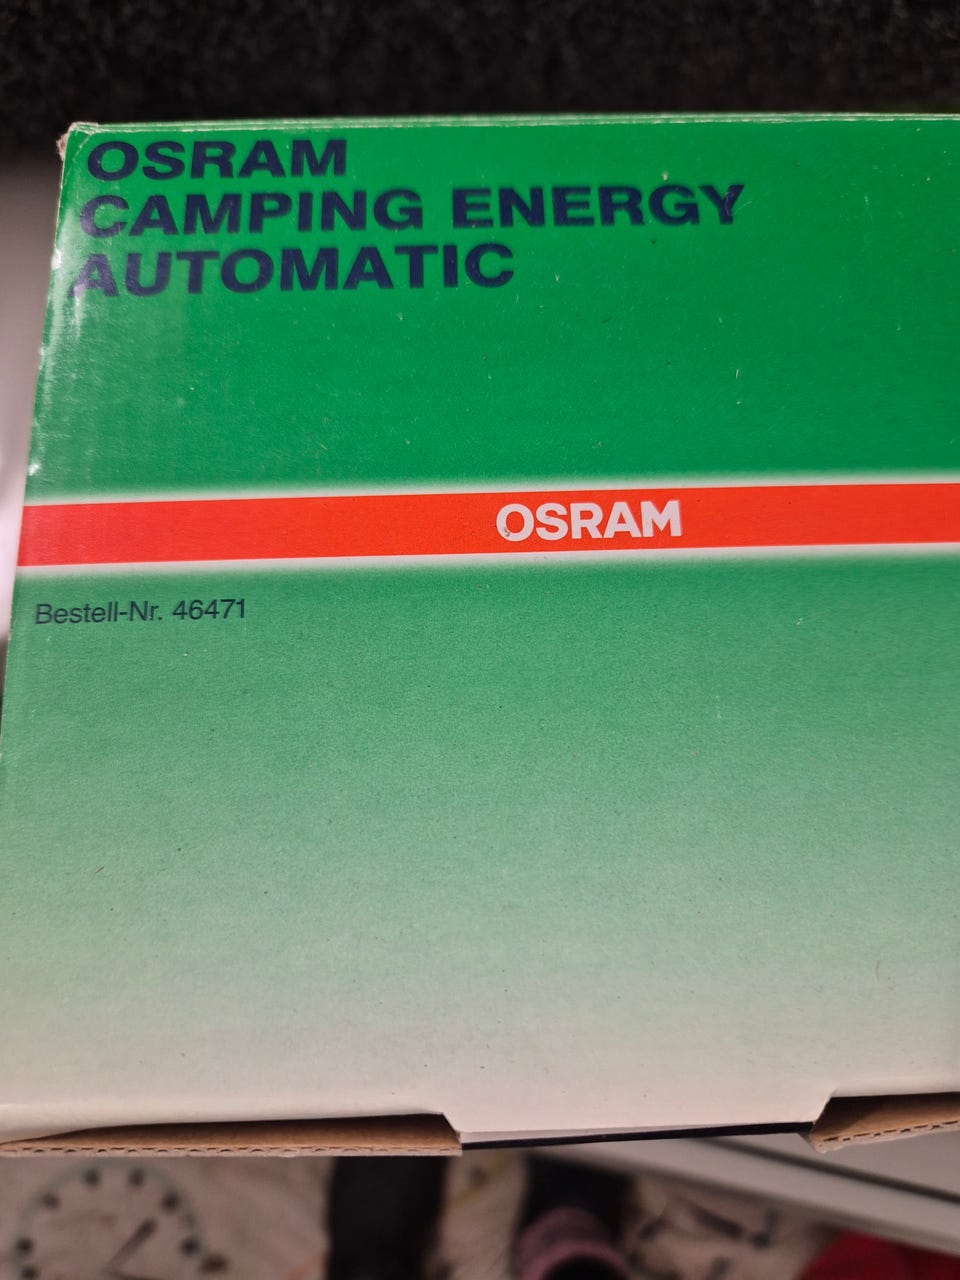 OSRAM
CAMPING ENERGY
AUTOMATIC
OSRAM
Bestell-Nr. 46471